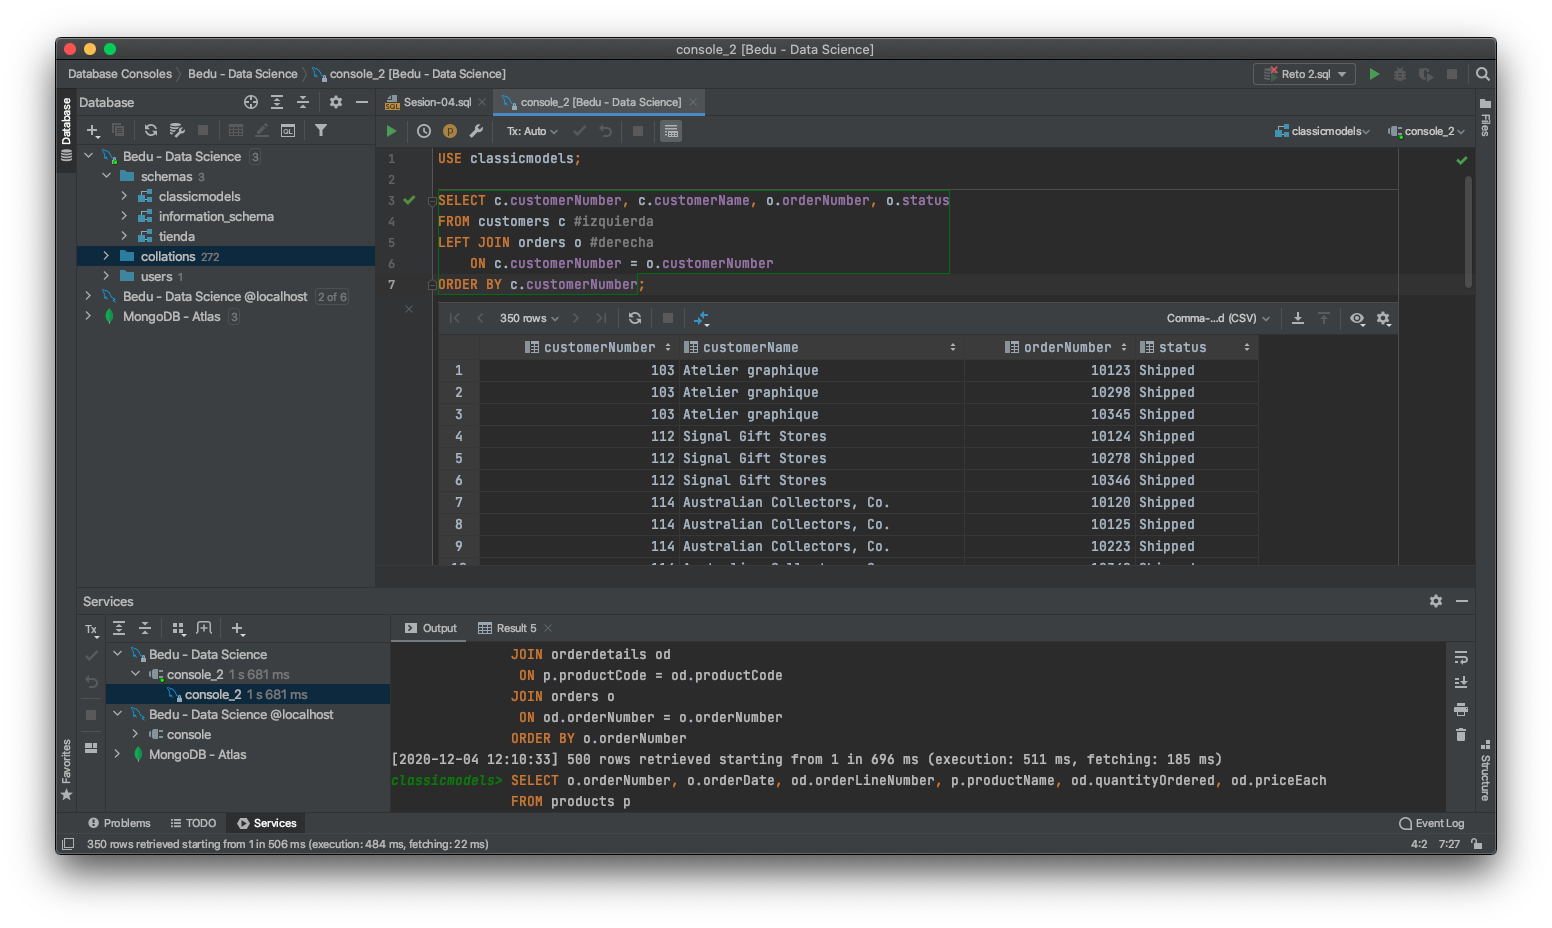 console_2 [Bedu - Data Science]
Database Consoles Bedu - Data Science console_2 [Bedu - Data Science] Reto 2.sql
Database
Database
Sesion-04.sql console_2 [Bedu - Data Science]
Files
Tx: Auto classicmodels console_2
Bedu - Data Science 3
schemas 3
classicmodels
information_schema
tienda
collations 272
users 1
Bedu - Data Science @localhost 2 of 6
MongoDB - Atlas 3
1 USE classicmodels;
2
3 SELECT c.customerNumber, c.customerName, o.orderNumber, o.status
4 FROM customers c #izquierda
5 LEFT JOIN orders o #derecha
6 ON c.customerNumber = o.customerNumber
7 ORDER BY c.customerNumber;
350 rows Comma-...d (CSV)
customerNumber customerName orderNumber status
1 103 Atelier graphique 10123 Shipped
2 103 Atelier graphique 10298 Shipped
3 103 Atelier graphique 10345 Shipped
4 112 Signal Gift Stores 10124 Shipped
5 112 Signal Gift Stores 10278 Shipped
6 112 Signal Gift Stores 10346 Shipped
7 114 Australian Collectors, Co. 10120 Shipped
8 114 Australian Collectors, Co. 10125 Shipped
9 114 Australian Collectors, Co. 10223 Shipped
Services
Tx
Output Result 5
Bedu - Data Science
console_2 1 s 681 ms
console_2 1 s 681 ms
Bedu - Data Science @localhost
console
MongoDB - Atlas
JOIN orderdetails od
ON p.productCode = od.productCode
JOIN orders o
ON od.orderNumber = o.orderNumber
ORDER BY o.orderNumber
[2020-12-04 12:10:33] 500 rows retrieved starting from 1 in 696 ms (execution: 511 ms, fetching: 185 ms)
classicmodels> SELECT o.orderNumber, o.orderDate, od.orderLineNumber, p.productName, od.quantityOrdered, od.priceEach
FROM products p
Favorites
Structure
Problems TODO Services Event Log
350 rows retrieved starting from 1 in 506 ms (execution: 484 ms, fetching: 22 ms) 4:2 7:27